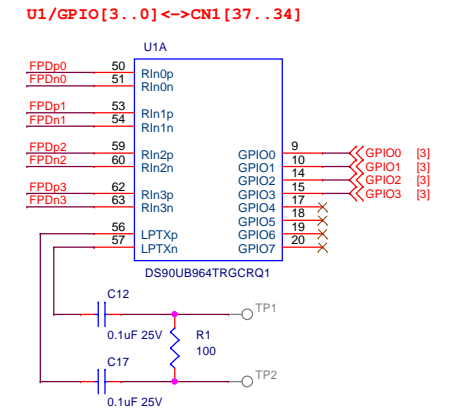 U1/GPIO[3..0]<->CN1[37..34]
U1A
FPDp0 50 RIn0p
FPDn0 51 RIn0n
FPDp1 53 RIn1p
FPDn1 54 RIn1n
FPDp2 59 RIn2p GPIO0 9 GPIO0 [3]
FPDn2 60 RIn2n GPIO1 10 GPIO1 [3]
GPIO2 14 GPIO2 [3]
FPDp3 62 RIn3p GPIO3 15 GPIO3 [3]
FPDn3 63 RIn3n GPIO4 17
GPIO5 18
56 LPTXp GPIO6 19
57 LPTXn GPIO7 20
DS90UB964TRGCRQ1
C12
TP1
0.1uF 25V R1
100
C17
TP2
0.1uF 25V